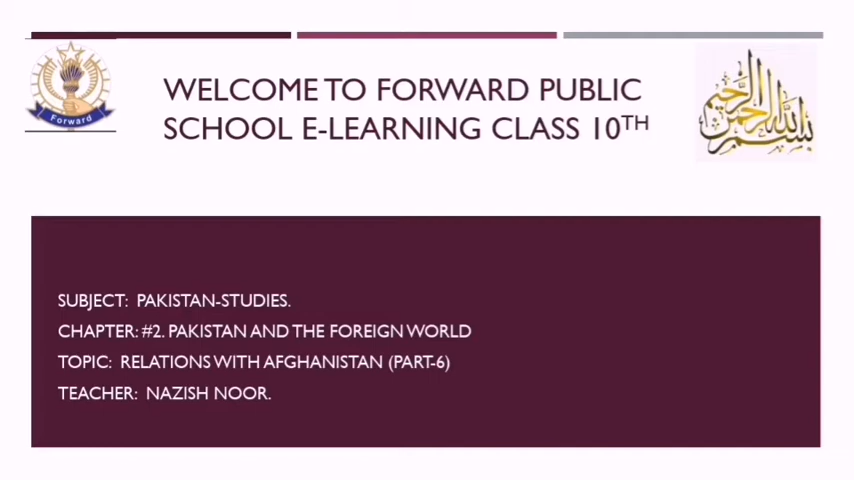 Forward
WELCOME TO FORWARD PUBLIC
SCHOOL E-LEARNING CLASS 10TH
بسم الله الرحمن الرحيم
SUBJECT: PAKISTAN-STUDIES.
CHAPTER: #2. PAKISTAN AND THE FOREIGN WORLD
TOPIC: RELATIONS WITH AFGHANISTAN (PART-6)
TEACHER: NAZISH NOOR.